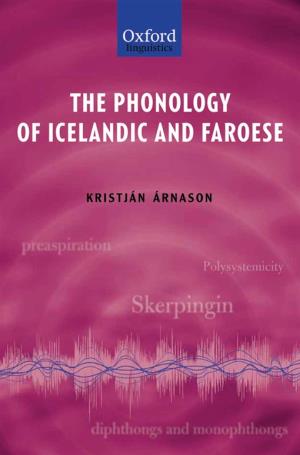 Oxford
linguistics
THE PHONOLOGY
OF ICELANDIC AND FAROESE
KRISTJÁN ÁRNASON
preaspiration
Polysystemicity
Skerpingin
diphthongs and monophthongs